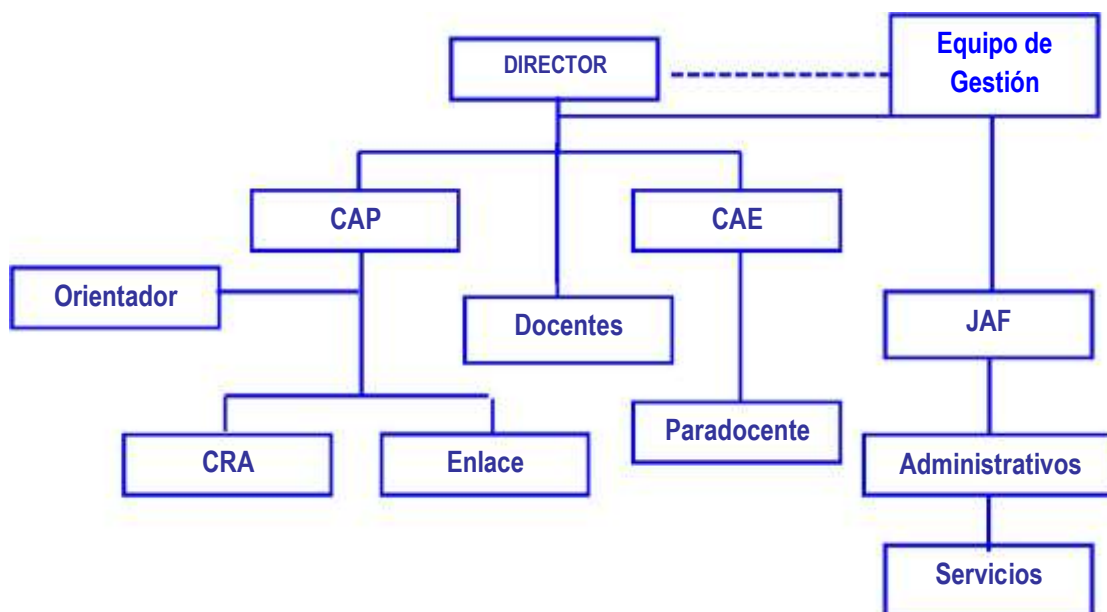 DIRECTOR
Equipo de
Gestión
CAP
CAE
Orientador
Docentes
JAF
CRA
Enlace
Paradocente
Administrativos
Servicios